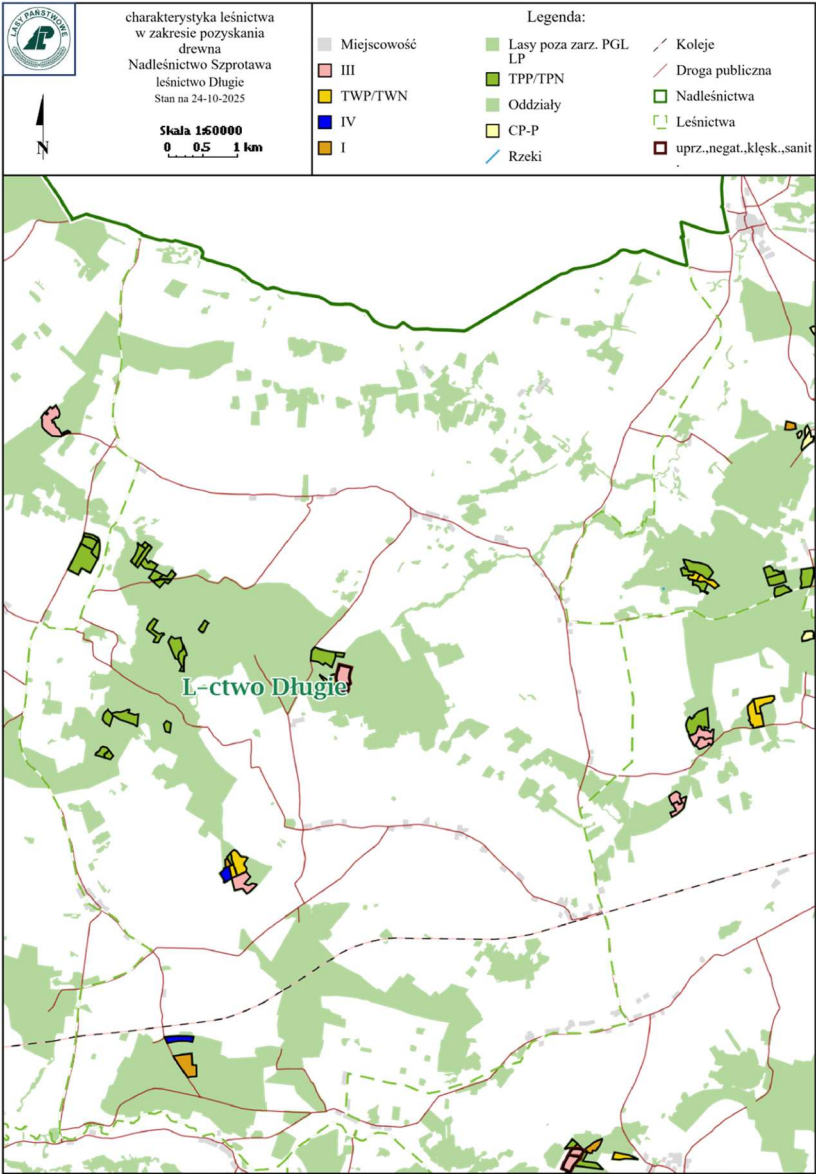 LASY PAŃSTWOWE
charakterystyka leśnictwa
w zakresie pozyskania
drewna
Nadleśnictwo Szprotawa
leśnictwo Długie
Stan na 24-10-2025
Skala 1:60000
0 0.5 1 km
N
Legenda:
Miejscowość
III
TWP/TWN
IV
I
Lasy poza zarz. PGL
LP
TPP/TPN
Oddziały
CP-P
Rzeki
Koleje
Droga publiczna
Nadleśnictwa
Leśnictwa
uprz.,negat.,klęsk.,sanit
.
L-ctwo Długie